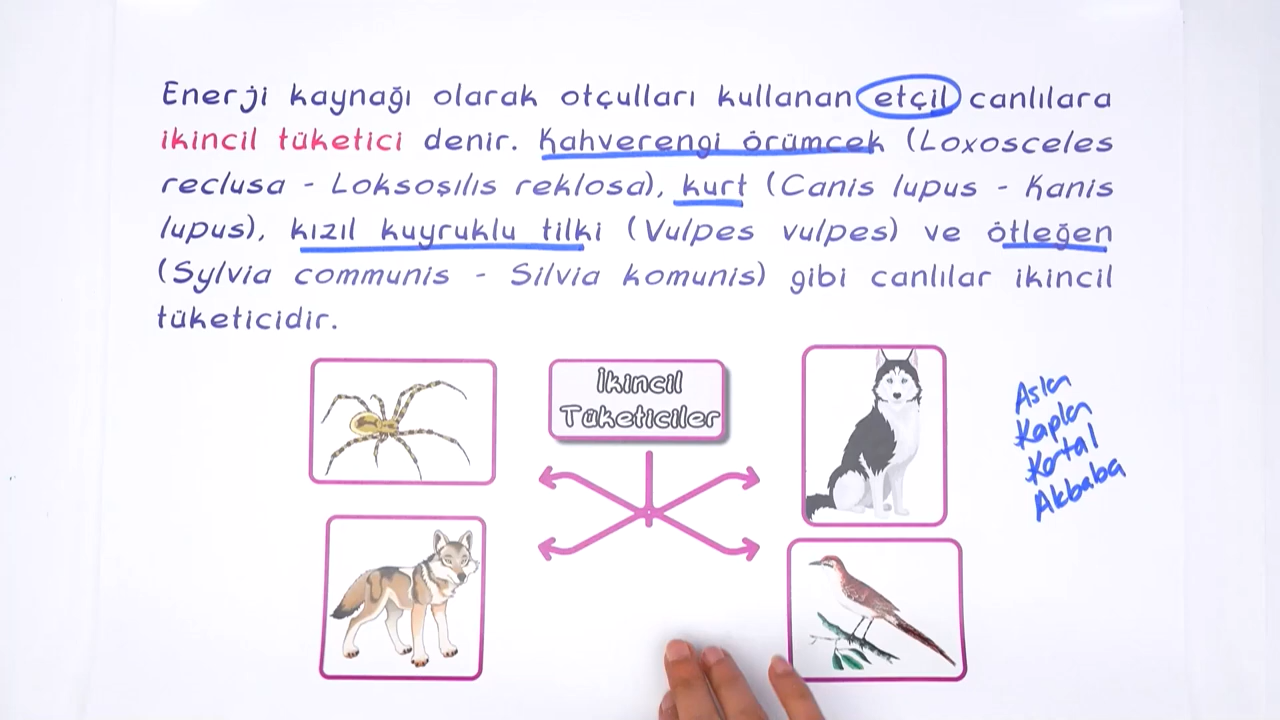 Enerji kaynağı olarak otçulları kullanan etçil canlılara
ikincil tüketici denir. Kahverengi örümcek (Loxosceles
reclusa - Loksoşılıs reklosa), kurt (Canis lupus - Kanis
lupus), kızıl kuyruklu tilki (Vulpes vulpes) ve ötleğen
(Sylvia communis - Silvia komunis) gibi canlılar ikincil
tüketicidir.
İkincil
Tüketiciler
Aslan
Kaplan
Kartal
Akbaba